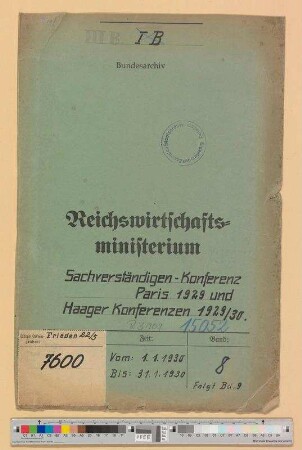 I B
Bundesarchiv
Reichswirtschafts-
ministerium
Sachverständigen-Konferenz
Paris 1929 und
Haager Konferenzen 1929/30.
15052
Frieden 22/5
Zeit:
Band:
7600
Vom: 1.1.1930
8
Bis: 31.1.1930
Folgt Bd. 9